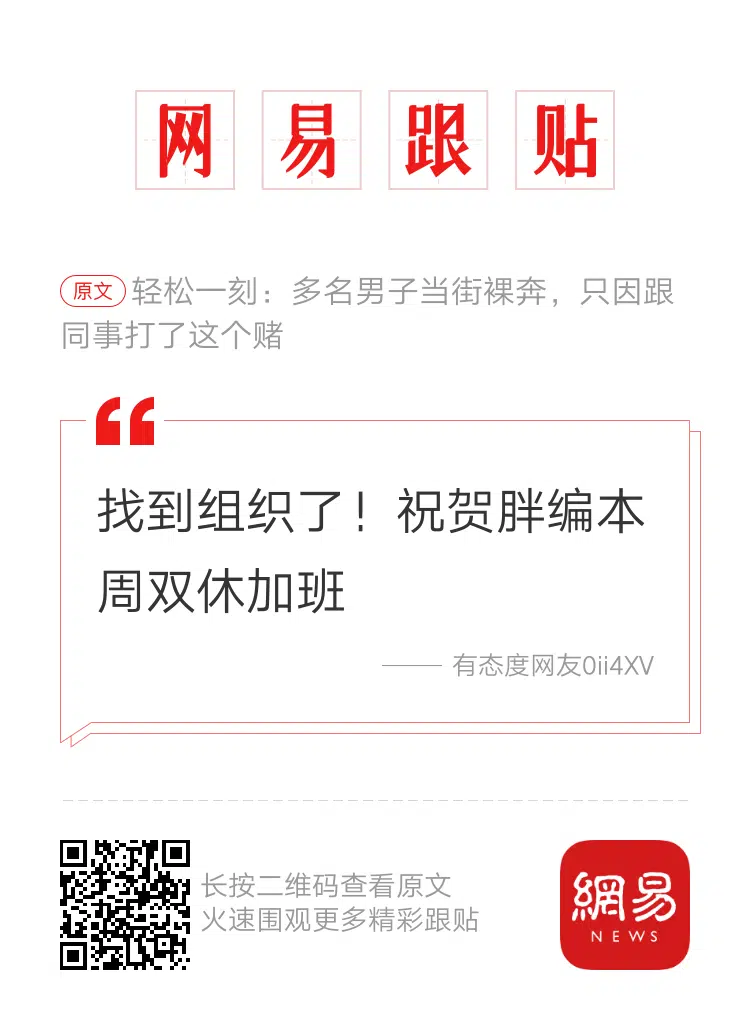 网易跟贴
原文 轻松一刻：多名男子当街裸奔，只因跟
同事打了这个赌
找到组织了！祝贺胖编本
周双休加班
—— 有态度网友0ii4XV
长按二维码查看原文
火速围观更多精彩跟贴
網易
NEWS